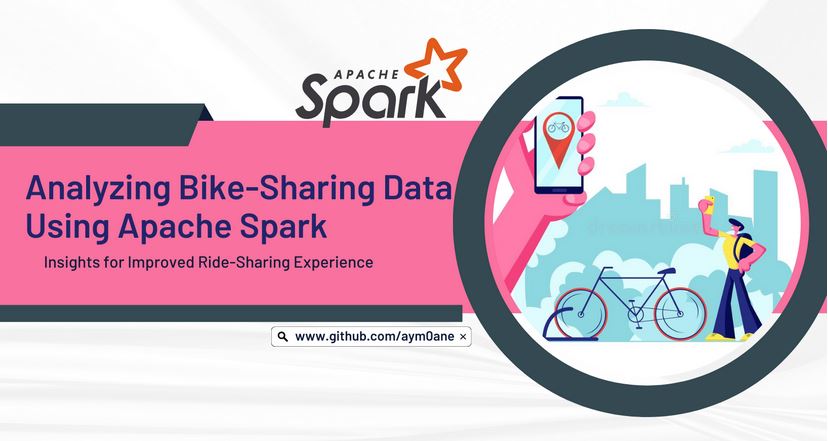 APACHE
Spark
Analyzing Bike-Sharing Data
Using Apache Spark
Insights for Improved Ride-Sharing Experience
www.github.com/aym0ane ×